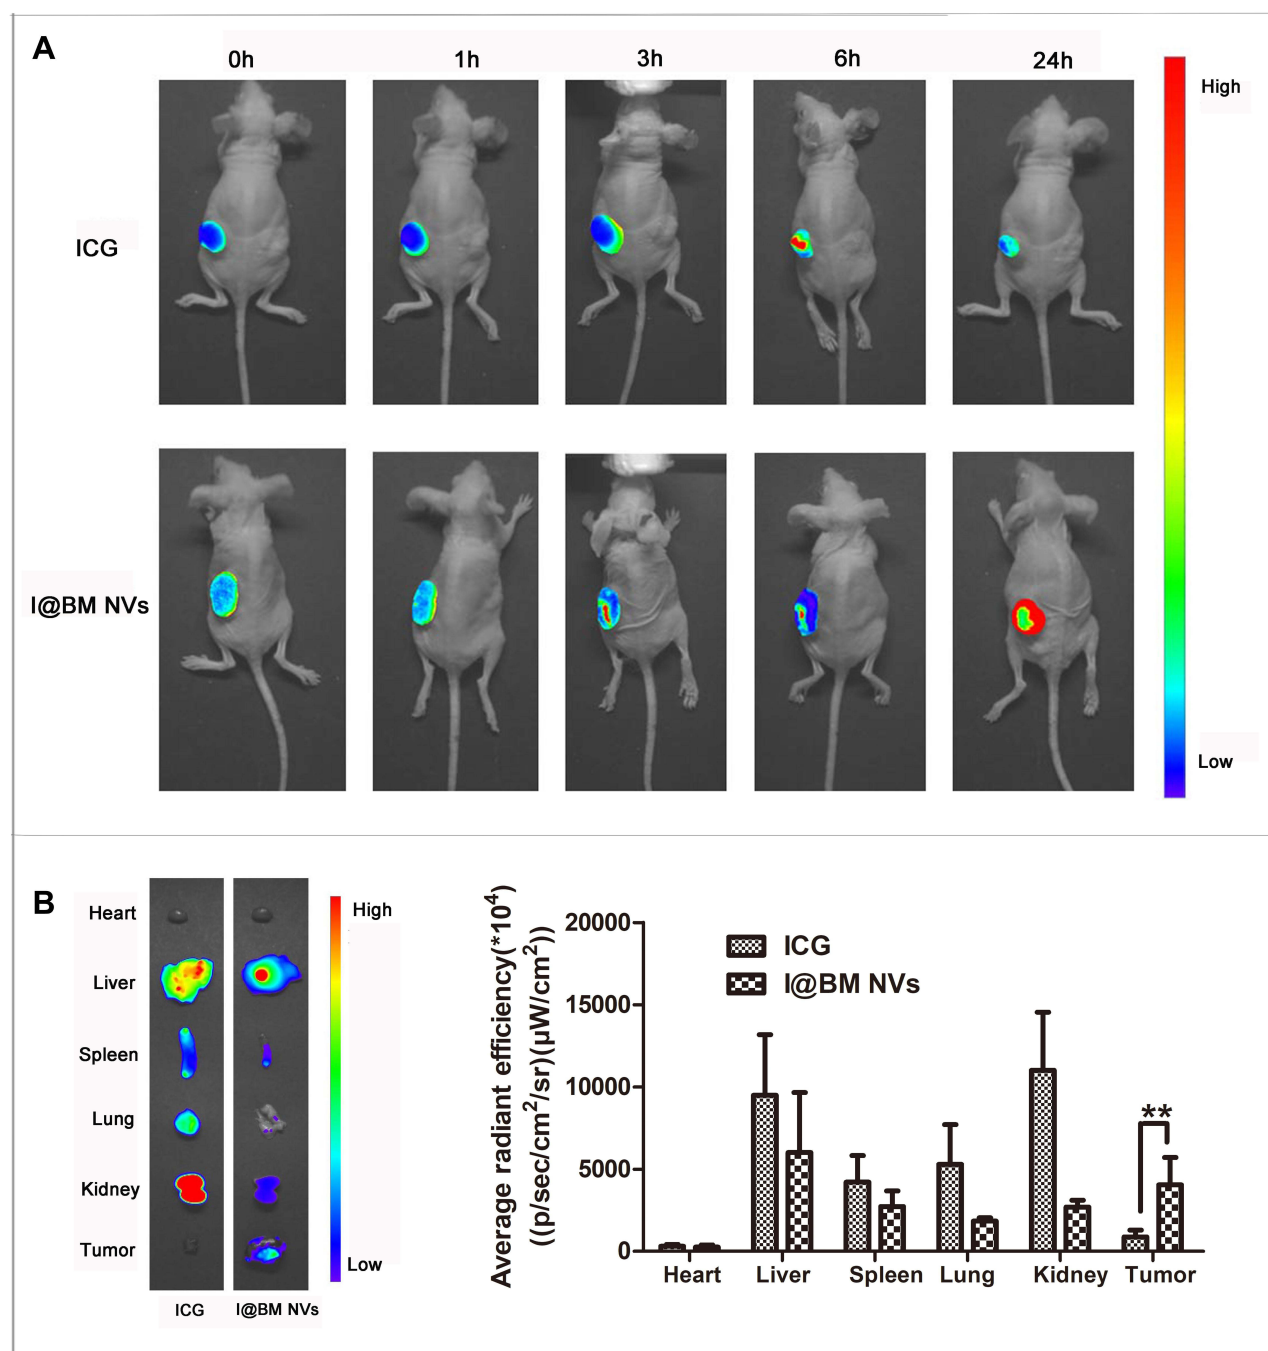 A
0h 1h 3h 6h 24h
High
ICG
I@BM NVs
Low
B
Heart
Liver
Spleen
Lung
Kidney
Tumor
ICG I@BM NVs
High
Low
Average radiant efficiency(*10⁴)
((p/sec/cm²/sr)(μW/cm²))
20000
15000
10000
5000
0
ICG
I@BM NVs
**
Heart Liver Spleen Lung Kidney Tumor